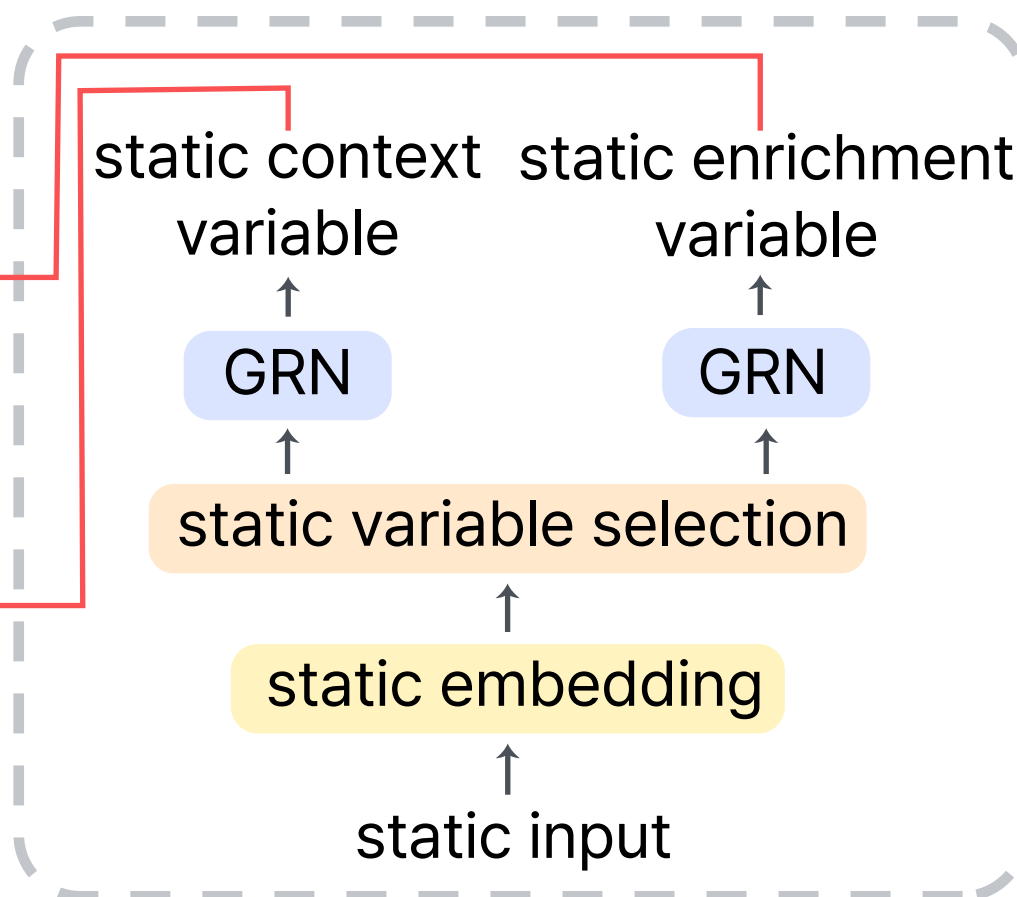 static context
variable
static enrichment
variable
GRN
GRN
static variable selection
static embedding
static input